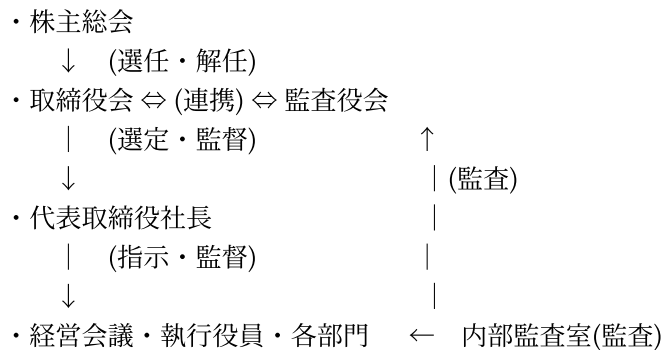 ・株主総会
↓ (選任・解任)
・取締役会 ⇔ (連携) ⇔ 監査役会
| (選定・監督) ↑
↓ | (監査)
・代表取締役社長 |
| (指示・監督) |
↓ |
・経営会議・執行役員・各部門 ← 内部監査室(監査)